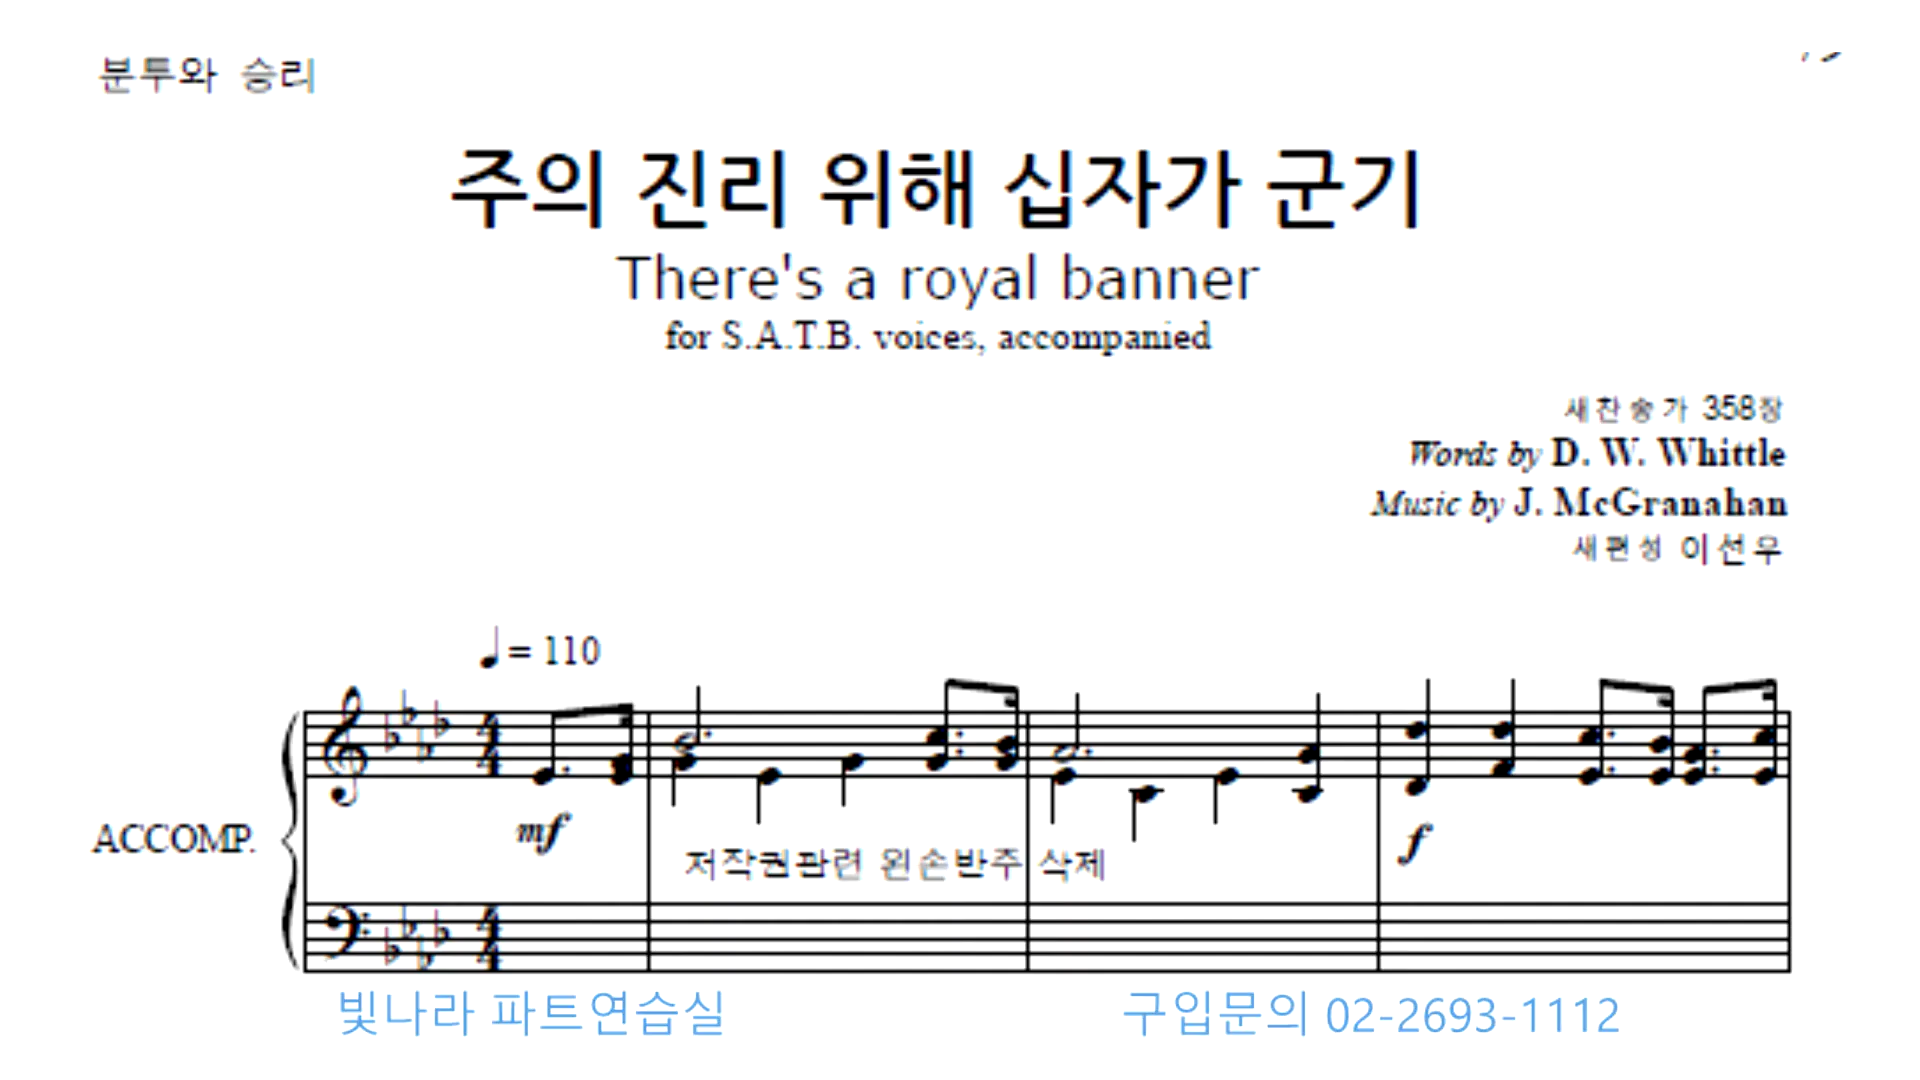 분투와 승리
주의 진리 위해 십자가 군기
There's a royal banner
for S.A.T.B. voices, accompanied
새찬송가 358장
Words by D. W. Whittle
Music by J. McGranahan
새편성 이선우
♩ = 110
ACCOMP.
mf
f
저작권관련 왼손반주 삭제
빛나라 파트연습실 구입문의 02-2693-1112